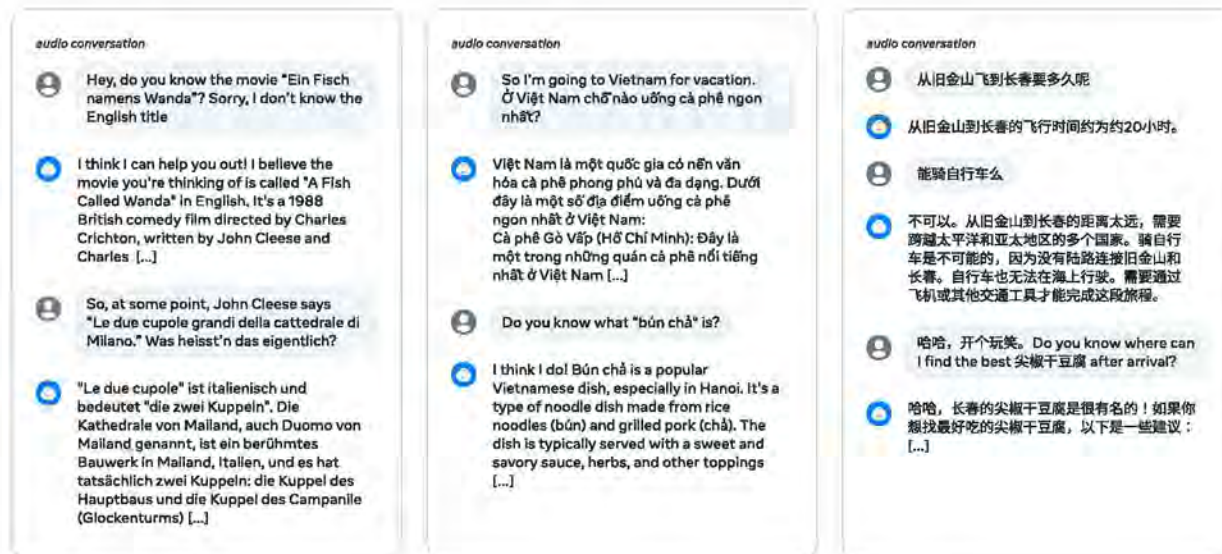 audio conversation
Hey, do you know the movie "Ein Fisch
namens Wanda"? Sorry, I don't know the
English title
I think I can help you out! I believe the
movie you're thinking of is called "A Fish
Called Wanda" in English. It's a 1988
British comedy film directed by Charles
Crichton, written by John Cleese and
Charles [...]
So, at some point, John Cleese says
"Le due cupole grandi della cattedrale di
Milano." Was heisst'n das eigentlich?
"Le due cupole" ist italienisch und
bedeutet "die zwei Kuppeln". Die
Kathedrale von Mailand, auch Duomo von
Mailand genannt, ist ein berühmtes
Bauwerk in Mailand, Italien, und es hat
tatsächlich zwei Kuppeln: die Kuppel des
Hauptbaus und die Kuppel des Campanile
(Glockenturms) [...]
audio conversation
So I'm going to Vietnam for vacation.
Ở Việt Nam chỗ nào uống cà phê ngon
nhất?
Việt Nam là một quốc gia có nền văn
hóa cà phê phong phú và đa dạng. Dưới
đây là một số địa điểm uống cà phê
ngon nhất ở Việt Nam:
Cà phê Gò Vấp (Hồ Chí Minh): Đây là
một trong những quán cà phê nổi tiếng
nhất ở Việt Nam [...]
Do you know what "bún chả" is?
I think I do! Bún chả is a popular
Vietnamese dish, especially in Hanoi. It's a
type of noodle dish made from rice
noodles (bún) and grilled pork (chả). The
dish is typically served with a sweet and
savory sauce, herbs, and other toppings
[...]
audio conversation
从旧金山飞到长春要多久呢
从旧金山到长春的飞行时间约为约20小时。
能骑自行车么
不可以。从旧金山到长春的距离太远，需要
跨越太平洋和亚太地区的多个国家。骑自行
车是不可能的，因为没有陆路连接旧金山和
长春。自行车也无法在海上行驶。需要通过
飞机或其他交通工具才能完成这段旅程。
哈哈，开个玩笑。Do you know where can
I find the best 尖椒干豆腐 after arrival?
哈哈，长春的尖椒干豆腐是很有名的！如果你
想找最好吃的尖椒干豆腐，以下是一些建议：
[...]